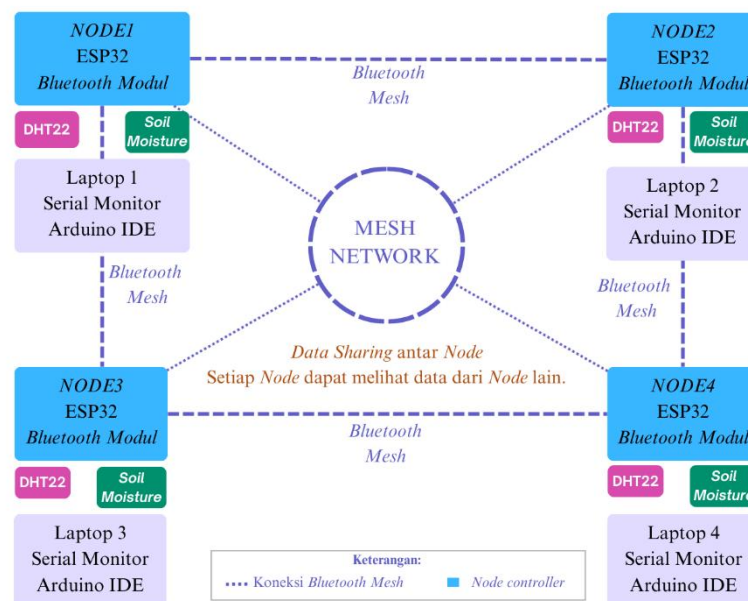 NODE1
ESP32
Bluetooth Modul
DHT22
Soil
Moisture
Laptop 1
Serial Monitor
Arduino IDE
Bluetooth
Mesh
NODE2
ESP32
Bluetooth Modul
DHT22
Soil
Moisture
Laptop 2
Serial Monitor
Arduino IDE
MESH
NETWORK
Bluetooth
Mesh
Bluetooth
Mesh
Data Sharing antar Node
Setiap Node dapat melihat data dari Node lain.
NODE3
ESP32
Bluetooth Modul
DHT22
Soil
Moisture
Laptop 3
Serial Monitor
Arduino IDE
Bluetooth
Mesh
NODE4
ESP32
Bluetooth Modul
DHT22
Soil
Moisture
Laptop 4
Serial Monitor
Arduino IDE
Keterangan:
Koneksi Bluetooth Mesh
Node controller